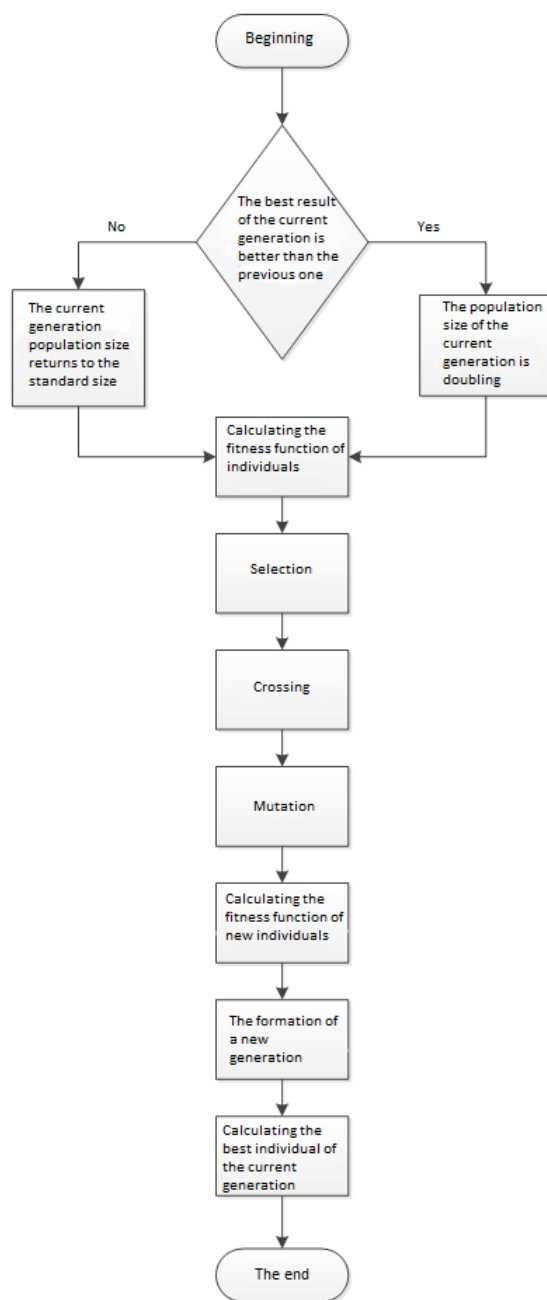 Beginning
The best result
of the current
generation is
better than the
previous one
No
Yes
The current
generation
population size
returns to the
standard size
The population
size of the
current
generation is
doubling
Calculating the
fitness function of
individuals
Selection
Crossing
Mutation
Calculating the
fitness function of
new individuals
The formation of
a new
generation
Calculating the
best individual of
the current
generation
The end